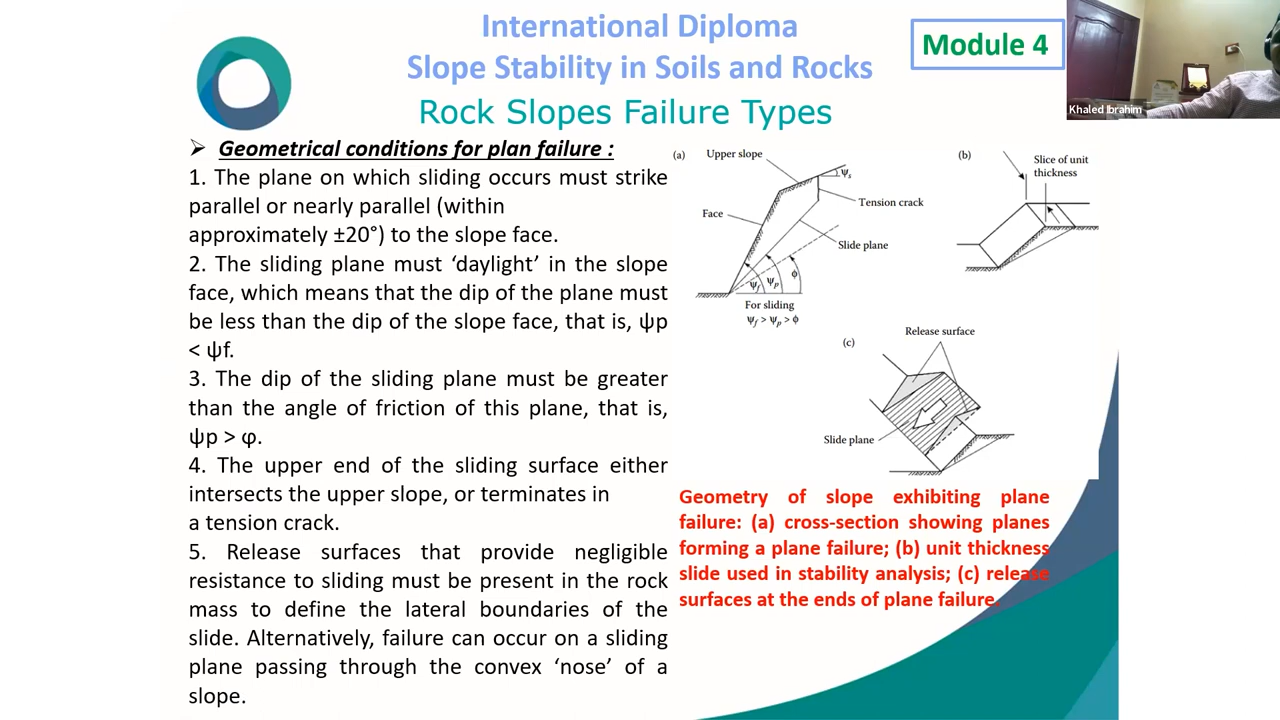 International Diploma
Slope Stability in Soils and Rocks
Module 4
Khaled Ibrahim
Rock Slopes Failure Types
➢ Geometrical conditions for plan failure :
1. The plane on which sliding occurs must strike
parallel or nearly parallel (within
approximately ±20°) to the slope face.
2. The sliding plane must ‘daylight’ in the slope
face, which means that the dip of the plane must
be less than the dip of the slope face, that is, ψp
< ψf.
3. The dip of the sliding plane must be greater
than the angle of friction of this plane, that is,
ψp > φ.
4. The upper end of the sliding surface either
intersects the upper slope, or terminates in
a tension crack.
5. Release surfaces that provide negligible
resistance to sliding must be present in the rock
mass to define the lateral boundaries of the
slide. Alternatively, failure can occur on a sliding
plane passing through the convex ‘nose’ of a
slope.
(a)
Upper slope
ψs
Tension crack
Face
Slide plane
ψf
ψp
ϕ
For sliding
ψf > ψp > ϕ
(b)
Slice of unit
thickness
(c)
Release surface
Slide plane
Geometry of slope exhibiting plane
failure: (a) cross-section showing planes
forming a plane failure; (b) unit thickness
slide used in stability analysis; (c) release
surfaces at the ends of plane failure.